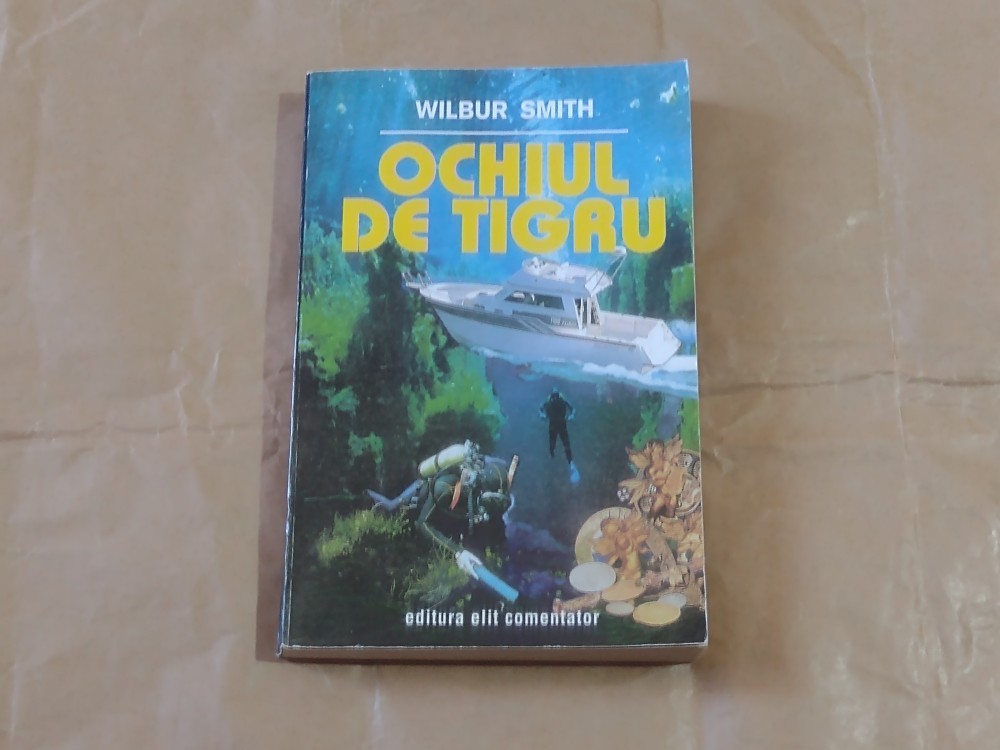 WILBUR SMITH
OCHIUL
DE TIGRU
editura elit comentator